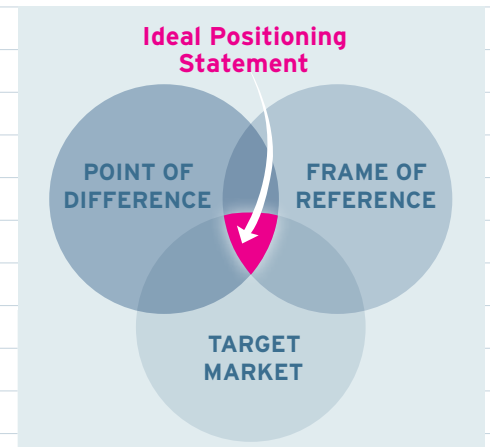 Ideal Positioning
Statement
POINT OF
DIFFERENCE
FRAME OF
REFERENCE
TARGET
MARKET